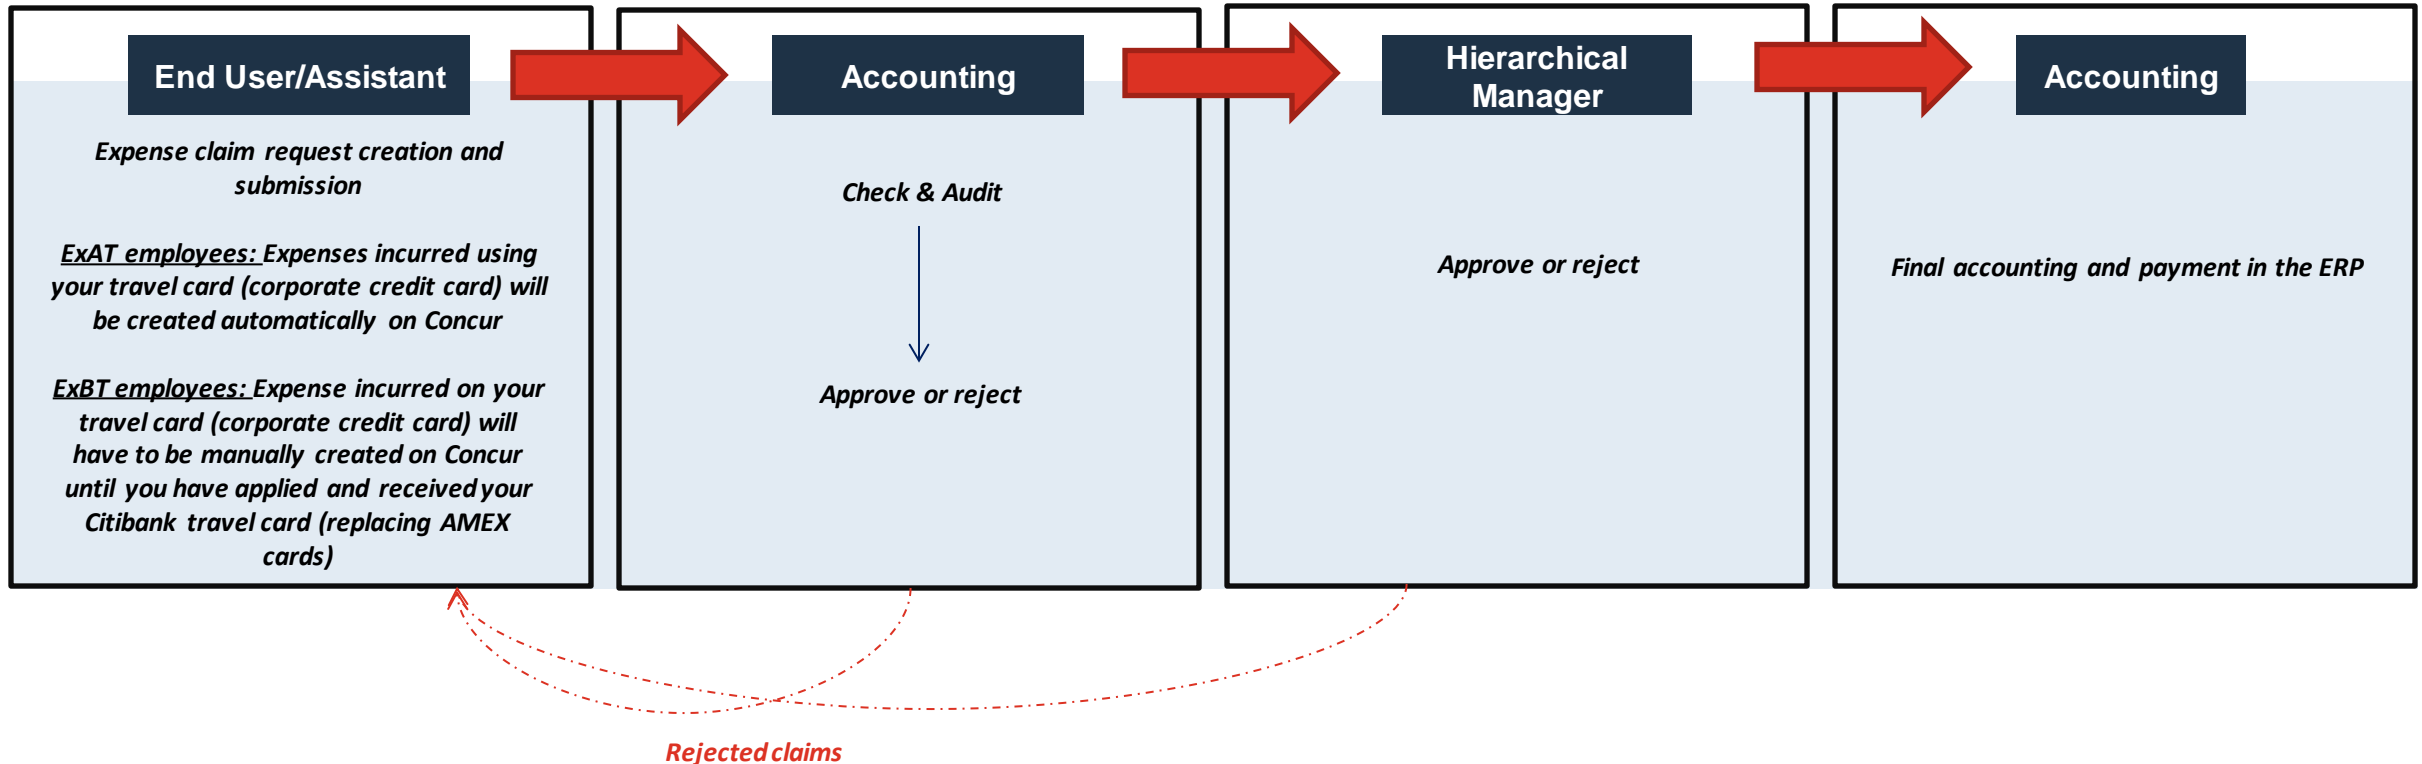 End User/Assistant
Expense claim request creation and
submission
ExAT employees: Expenses incurred using
your travel card (corporate credit card) will
be created automatically on Concur
ExBT employees: Expense incurred on your
travel card (corporate credit card) will
have to be manually created on Concur
until you have applied and received your
Citibank travel card (replacing AMEX
cards)
Accounting
Check & Audit
Approve or reject
Hierarchical
Manager
Approve or reject
Accounting
Final accounting and payment in the ERP
Rejected claims